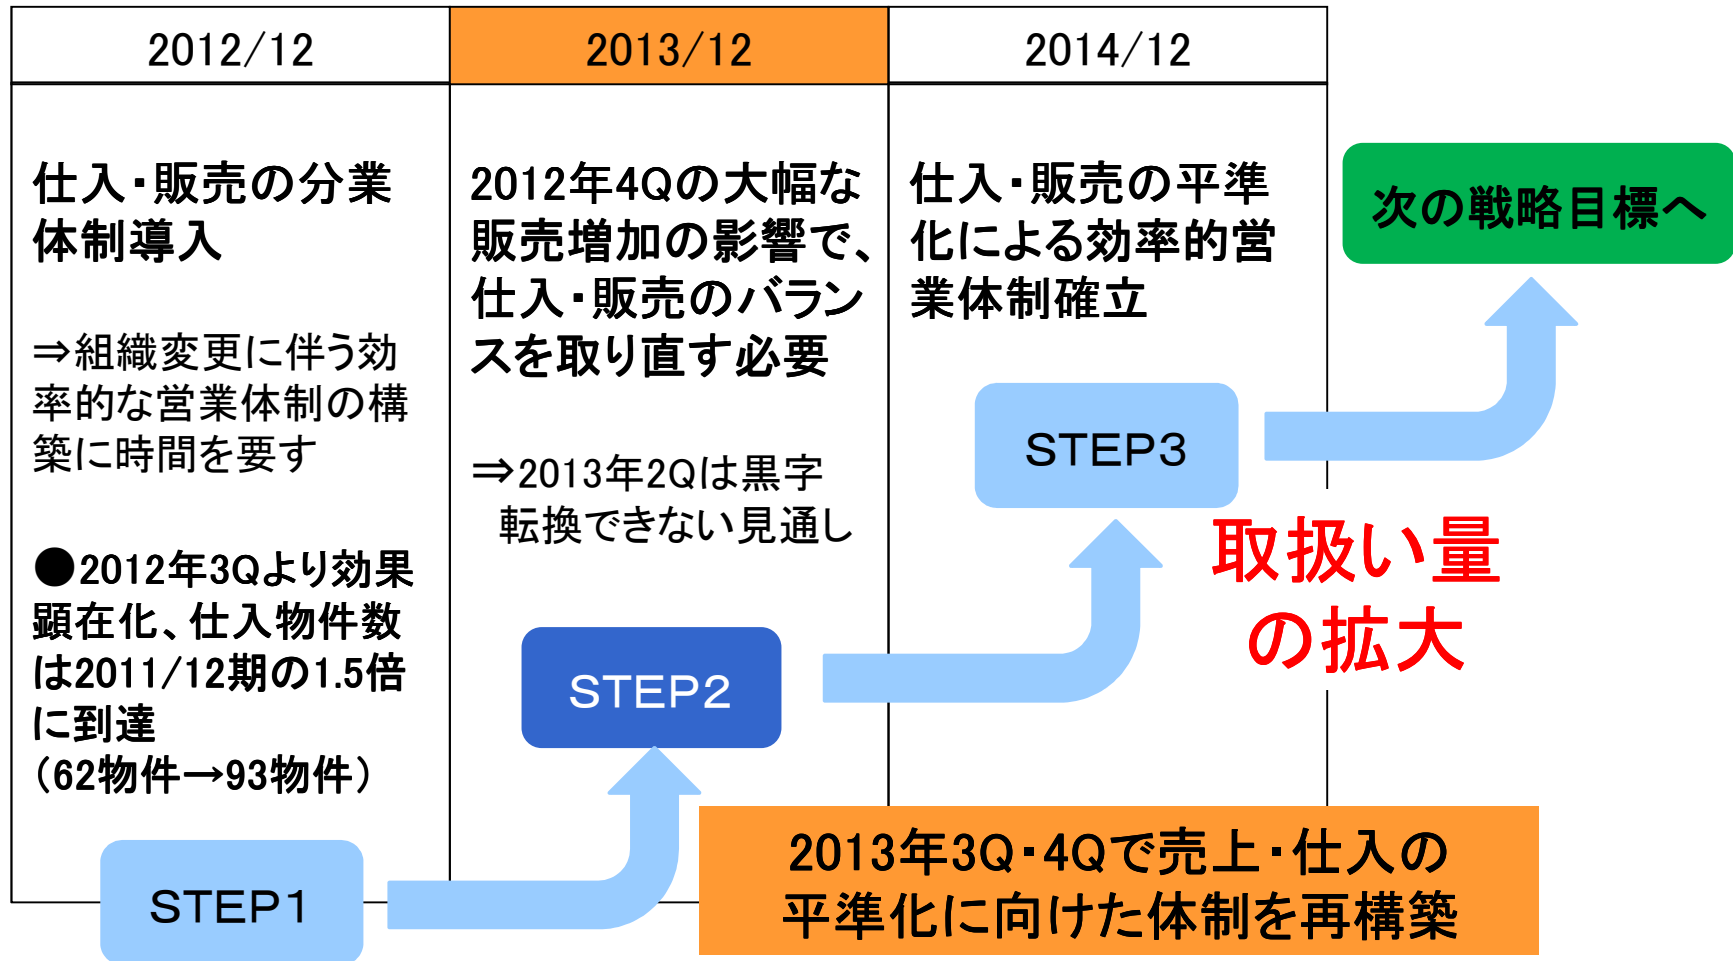 2012/12
2013/12
2014/12
仕入・販売の分業
体制導入
⇒組織変更に伴う効
率的な営業体制の構
築に時間を要す
●2012年3Qより効果
顕在化、仕入物件数
は2011/12期の1.5倍
に到達
（62物件→93物件）
STEP1
2012年4Qの大幅な
販売増加の影響で、
仕入・販売のバラン
スを取り直す必要
⇒2013年2Qは黒字
転換できない見通し
STEP2
仕入・販売の平準
化による効率的営
業体制確立
STEP3
次の戦略目標へ
取扱い量
の拡大
2013年3Q・4Qで売上・仕入の
平準化に向けた体制を再構築